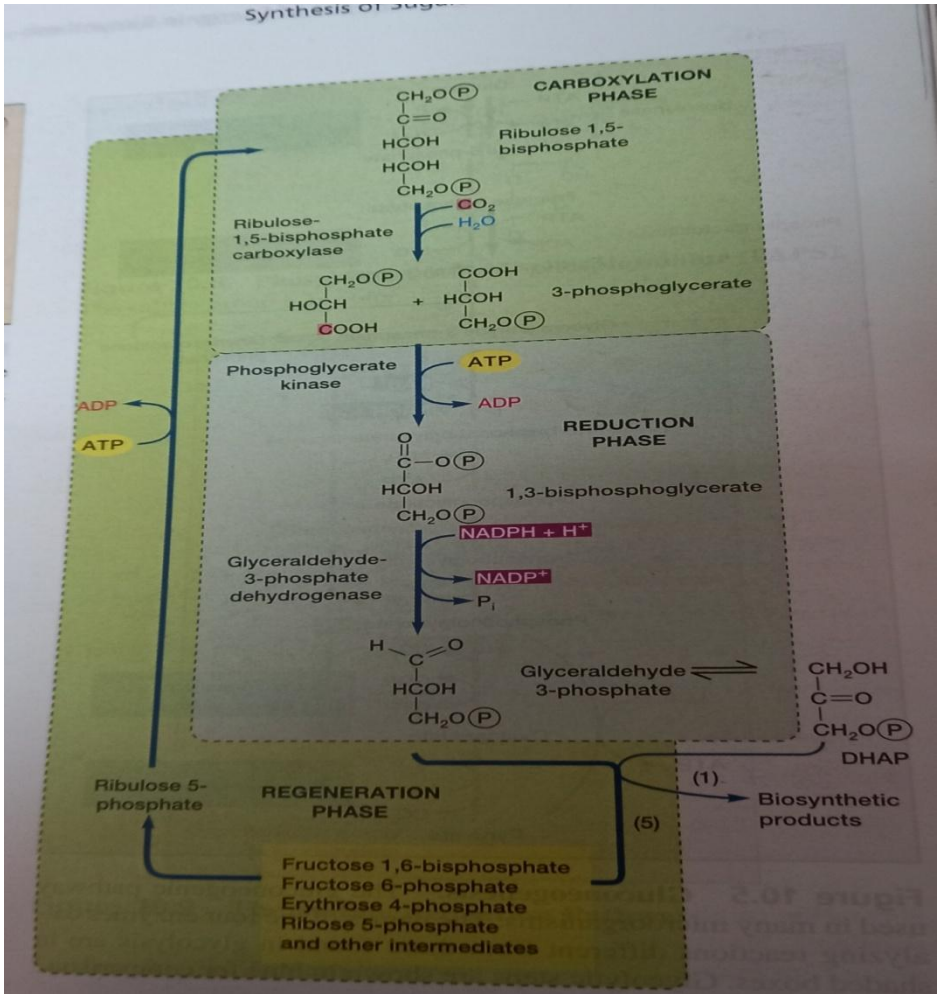 Synthesis of
CARBOXYLATION
PHASE
CH₂O(P)
C=O
HCOH
HCOH
CH₂O(P)
Ribulose 1,5-
bisphosphate
CO₂
H₂O
Ribulose-
1,5-bisphosphate
carboxylase
CH₂O(P)
HOCH
COOH
+
COOH
HCOH
CH₂O(P)
3-phosphoglycerate
Phosphoglycerate
kinase
ATP
ADP
ADP
ATP
REDUCTION
PHASE
O
C—O(P)
HCOH
CH₂O(P)
1,3-bisphosphoglycerate
NADPH + H⁺
NADP⁺
Pᵢ
Glyceraldehyde-
3-phosphate
dehydrogenase
H C=O
HCOH
CH₂O(P)
Glyceraldehyde
3-phosphate
CH₂OH
C=O
CH₂O(P)
DHAP
(1)
Biosynthetic
products
(5)
Ribulose 5-
phosphate
REGENERATION
PHASE
Fructose 1,6-bisphosphate
Fructose 6-phosphate
Erythrose 4-phosphate
Ribose 5-phosphate
and other intermediates